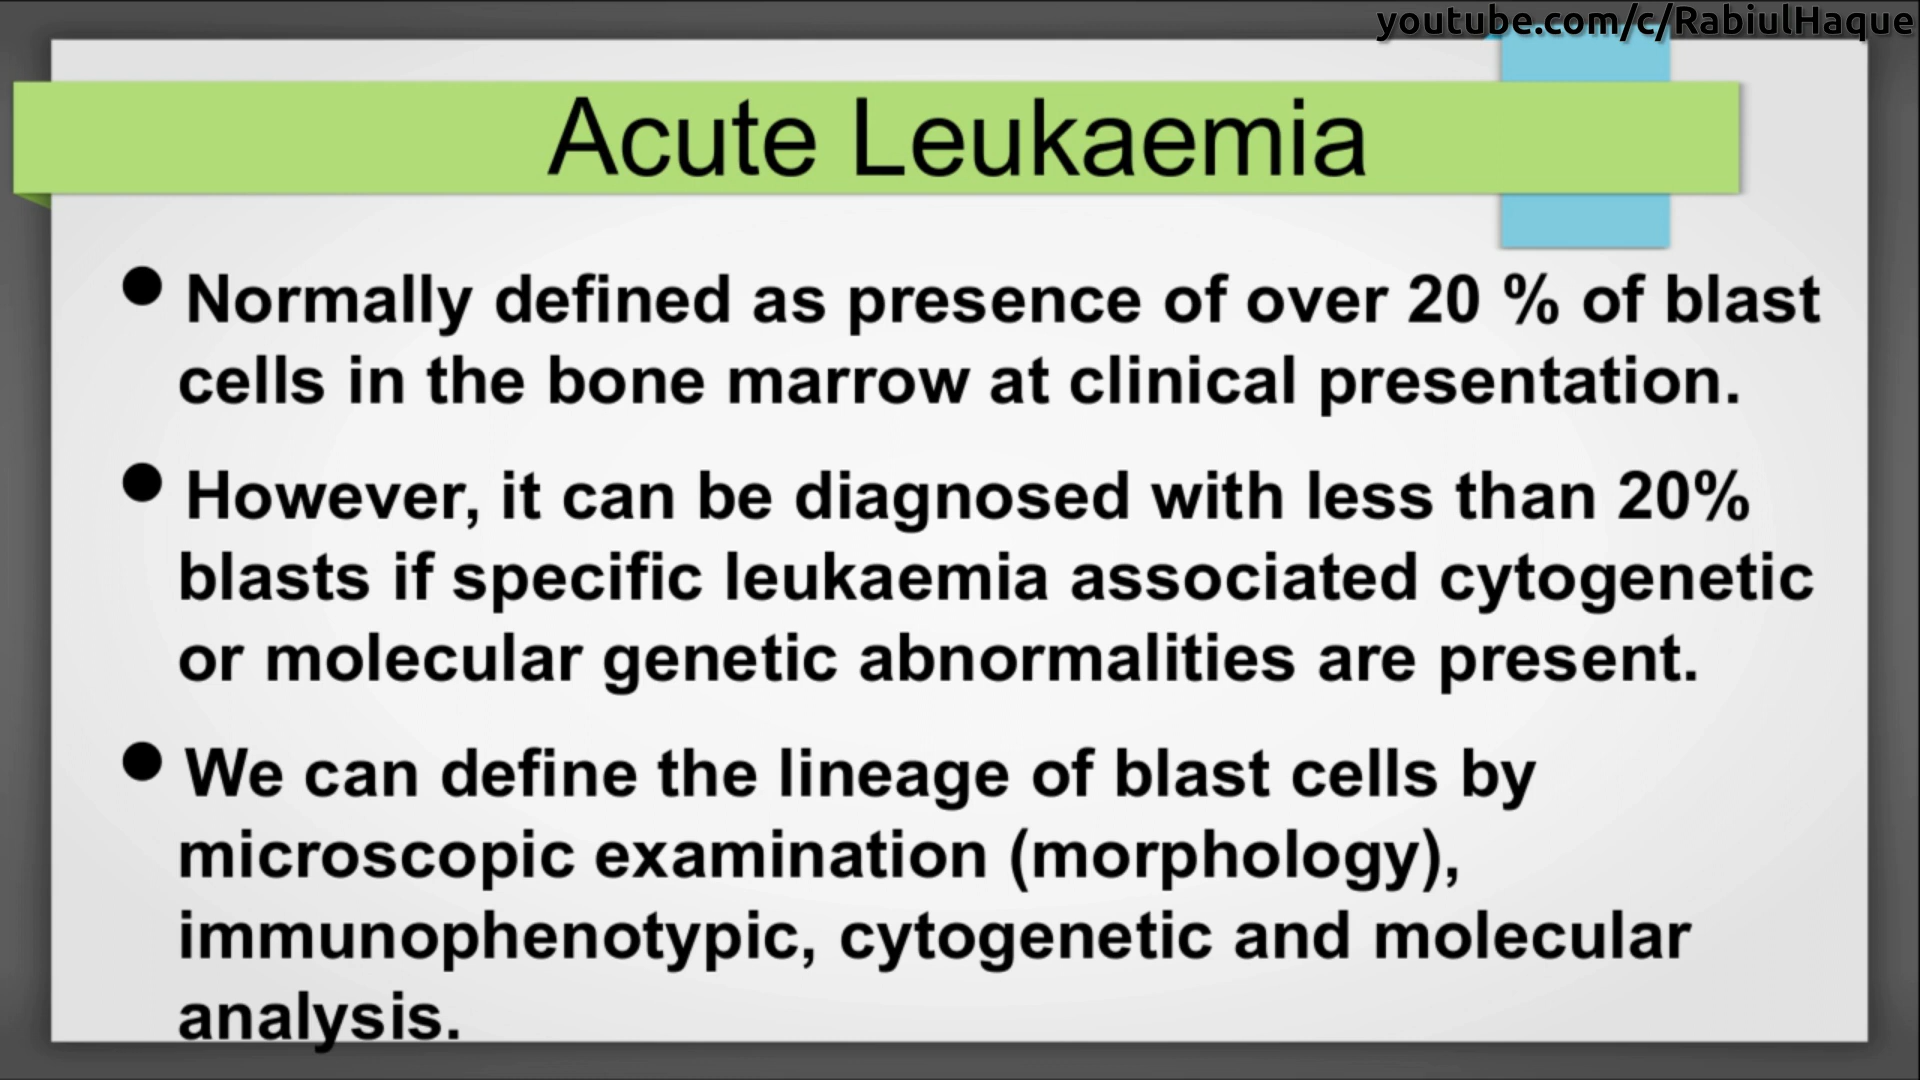 youtube.com/c/RabiulHaque
Acute Leukaemia
• Normally defined as presence of over 20 % of blast
cells in the bone marrow at clinical presentation.
• However, it can be diagnosed with less than 20%
blasts if specific leukaemia associated cytogenetic
or molecular genetic abnormalities are present.
• We can define the lineage of blast cells by
microscopic examination (morphology),
immunophenotypic, cytogenetic and molecular
analysis.